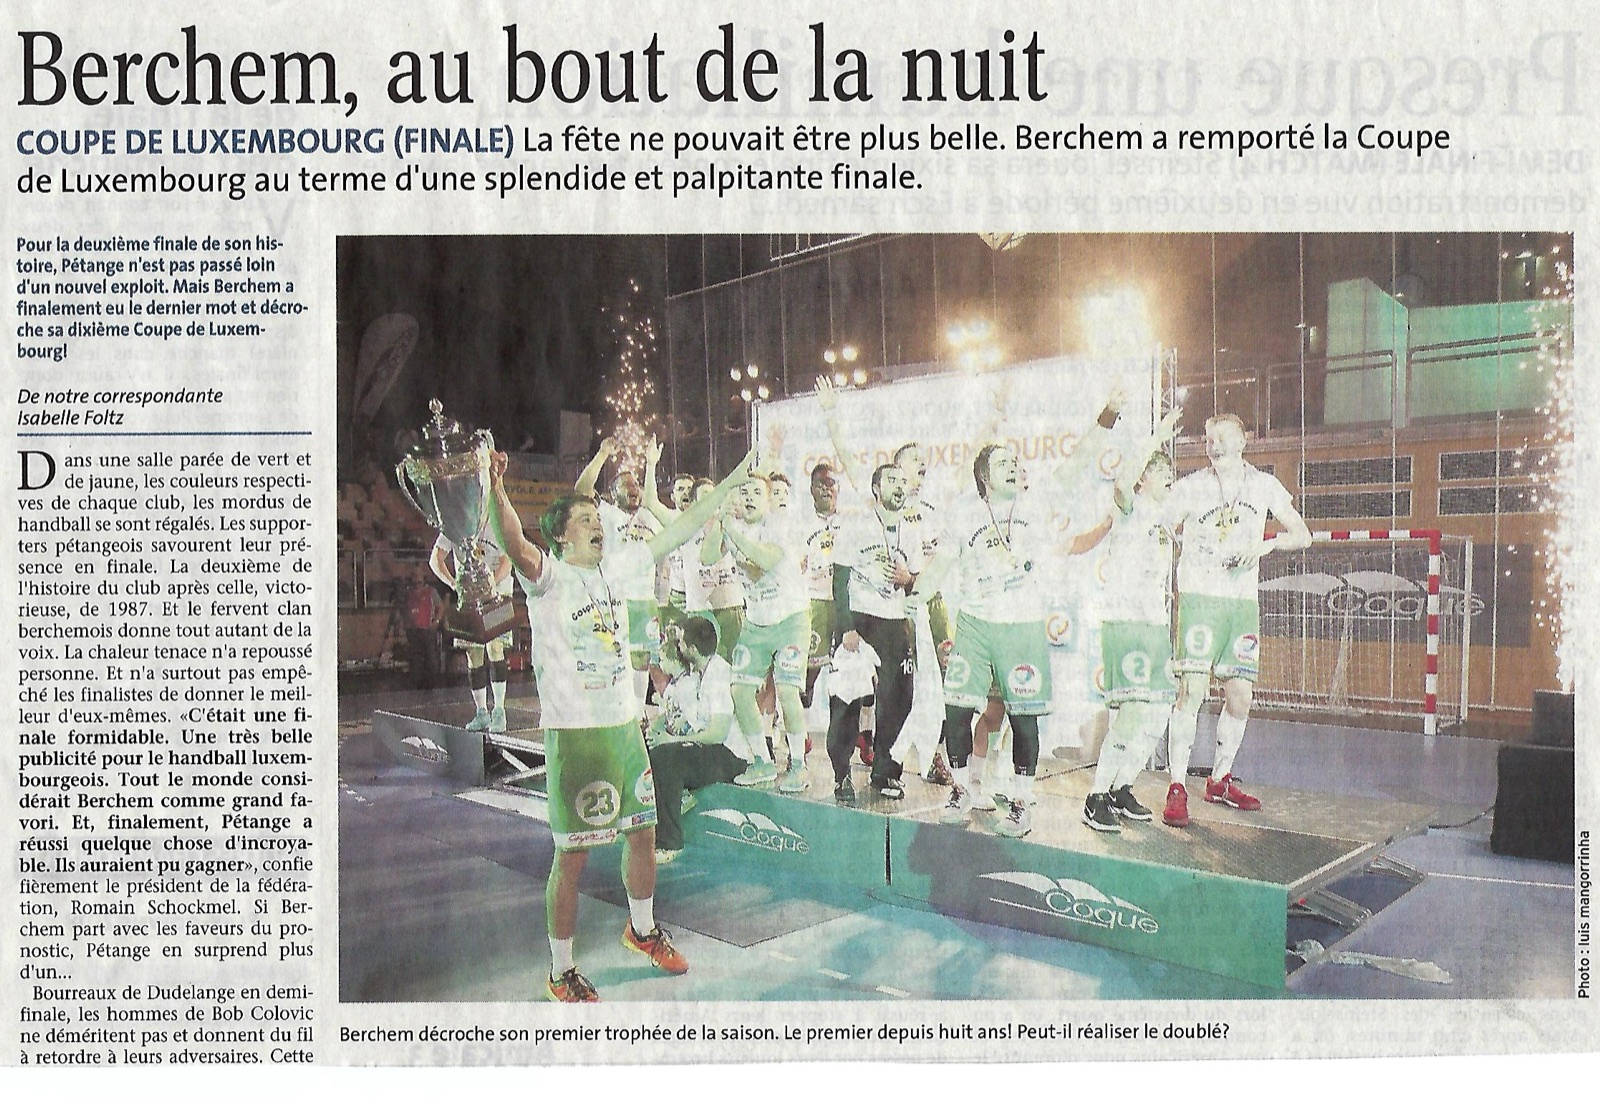 Berchem, au bout de la nuit
COUPE DE LUXEMBOURG (FINALE) La fête ne pouvait être plus belle. Berchem a remporté la Coupe
de Luxembourg au terme d'une splendide et palpitante finale.
Pour la deuxième finale de son his-
toire, Pétange n'est pas passé loin
d'un nouvel exploit. Mais Berchem a
finalement eu le dernier mot et décro-
che sa dixième Coupe de Luxem-
bourg!
De notre correspondante
Isabelle Foltz
Dans une salle parée de vert et
de jaune, les couleurs respecti-
ves de chaque club, les mordus de
handball se sont régalés. Les suppor-
ters pétangeois savourent leur pré-
sence en finale. La deuxième de
l'histoire du club après celle, victo-
rieuse, de 1987. Et le fervent clan
berchemois donne tout autant de la
voix. La chaleur tenace n'a repoussé
personne. Et n'a surtout pas empê-
ché les finalistes de donner le meil-
leur d'eux-mêmes. «C'était une fi-
nale formidable. Une très belle
publicité pour le handball luxem-
bourgeois. Tout le monde consi-
dérait Berchem comme grand fa-
vori. Et, finalement, Pétange a
réussi quelque chose d'incroya-
ble. Ils auraient pu gagner», confie
fièrement le président de la fédéra-
tion, Romain Schockmel. Si Ber-
chem part avec les faveurs du pro-
nostic, Pétange en surprend plus
d'un...
Bourreaux de Dudelange en demi-
finale, les hommes de Bob Colovic
ne déméritent pas et donnent du fil
à retordre à leurs adversaires. Cette
COUPE DE LUXEMBOURG
Coque
Coque
Coque
Coque
23
22
16
2
9
Photo : luis mangorrinha
Berchem décroche son premier trophée de la saison. Le premier depuis huit ans! Peut-il réaliser le doublé?